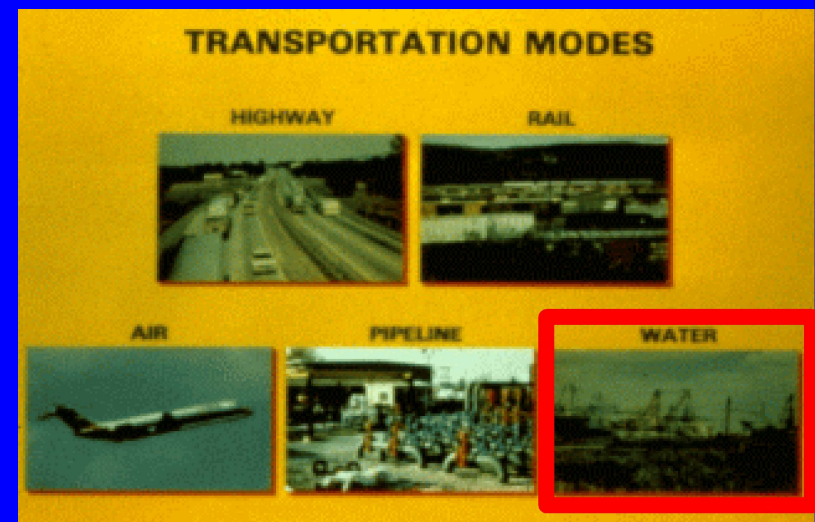 TRANSPORTATION MODES
HIGHWAY
RAIL
AIR
PIPELINE
WATER